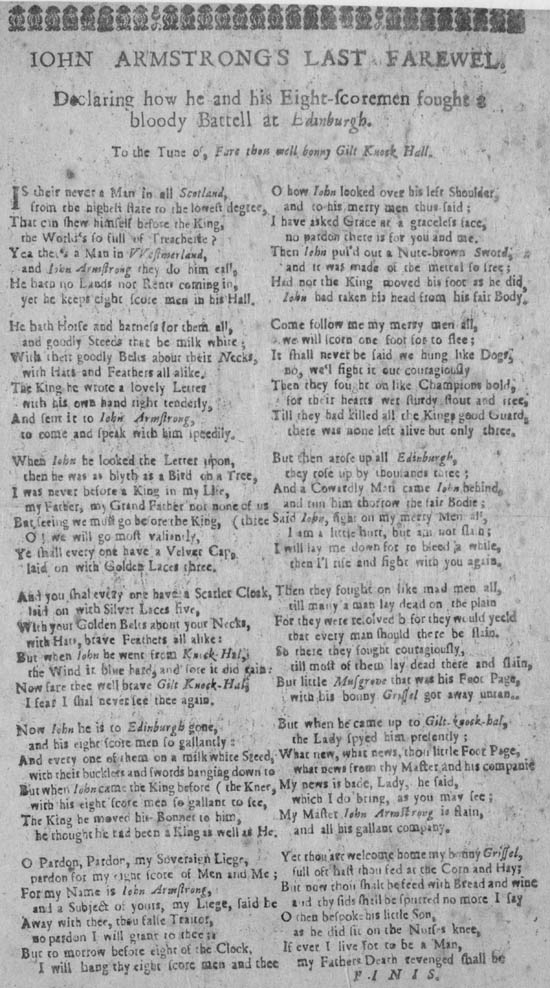 IOHN ARMSTRONG'S LAST FAREWEL.
Declaring how he and his Eight-scoremen fought a
bloody Battell at Edinburgh.
To the Tune of, Fare thou well bonny Gilt Knock Hall.
IS their never a Man in all Scotland,
from the highest state to the lowest degree,
That can shew himself before the King,
the World's so full of Treacherie?
Yea ther's a Man in VVestmerland,
and Iohn Armstrong they do him call,
He hath no Lands nor Rents coming in,
yet he keeps eight score men in his Hall.
He hath Horse and harness for them all,
and goodly Steeds that be milk white;
With their goodly Belts about their Necks,
with Hats and Feathers all alike.
The King he wrote a lovely Letter
with his own hand right tenderly,
And sent it to Iohn Armstrong,
to come and speak with him speedily.
When Iohn he looked the Letter upon,
then he was as blyth as a Bird on a Tree,
I was never before a King in my Life,
my Father, my Grand Father nor none of us
But seeing we must go before the King, (three
O! we will go most valiantly,
Ye shall every one have a Velvet Cap,
laid on with Golden Laces three.
And you shal every one have a Scarlet Cloak,
laid on with Silver Laces five,
With your Golden Belts about your Necks,
with Hats, brave Feathers all alike:
But when Iohn he went from Knock-Hal,
the Wind it blue hard, and sore it did rain:
Now fare thee well brave Gilt Knock-Hal,
I fear I shal never see thee again.
Now Iohn he is to Edinburgh gone,
and his eight score men so gallantly:
And every one of them on a milk white Steed,
with their bucklers and swords hanging down to
But when Iohn came the King before (the Knee,
with his eight score men so gallant to see,
The King he moved his Bonnet to him,
he thought he had been a King as well as He.
O Pardon, Pardon, my Soveraign Liege,
pardon for my eight score of Men and Me;
For my Name is Iohn Armstrong,
and a Subject of yours, my Liege, said he
Away with thee, thou false Traitor,
no pardon I will grant to thee;
But to morrow before eight of the Clock,
I will hang thy eight score men and thee
O how Iohn looked over his left Shoulder,
and to his merry men thus said;
I have asked Grace at a graceless face,
no pardon there is for you and me.
Then Iohn pul'd out a Nute-brown Sword,
and it was made of the mettal so free;
Had not the King moved his foot as he did,
Iohn had taken his head from his fair Body.
Come follow me my merry men all,
we will scorn one foot for to flee;
It shall never be said we hung like Dogs,
no, we'l fight it out couragiously
Then they fought on like Champions bold,
for their hearts wer sturdy stout and free,
Till they had killed all the Kings good Guard,
there was none left alive but only three.
But then arose up all Edinburgh,
they rose up by thousands three;
And a Cowardly Man came Iohn behind,
and run him thorow the fair Bodie;
Said Iohn, fight on my merry Men all,
I am a little hurt, but am not slain;
I will lay me down for to bleed a while,
then I'l rise and fight with you again.
Then they fought on like mad men all,
till many a man lay dead on the plain
For they were resolved b for they would yeeld
that every man should there be slain.
So there they fought couragiously,
till most of them lay dead there and slain,
But little Musgrove that was his Foot Page,
with his bonny Grissel got away untan..
But when he came up to Gilt-knock-hal,
the Lady spyed him presently;
What new, what news, thou little Foot Page,
what news from thy Master and his companie
My news is bade, Lady, he said,
which I do bring, as you may see;
My Master Iohn Armstrong is slain,
and all his gallant company.
Yet thou art welcome home my bonny Grissel,
full oft hast thou fed at the Corn and Hay;
But now thou shalt be feed with Bread and wine
and thy sids shall be spurred no more I say
O then bespoke his little Son,
as he did sit on the Nurses knee,
If ever I live for to be a Man,
my Fathers Death revenged shall be
FINIS.